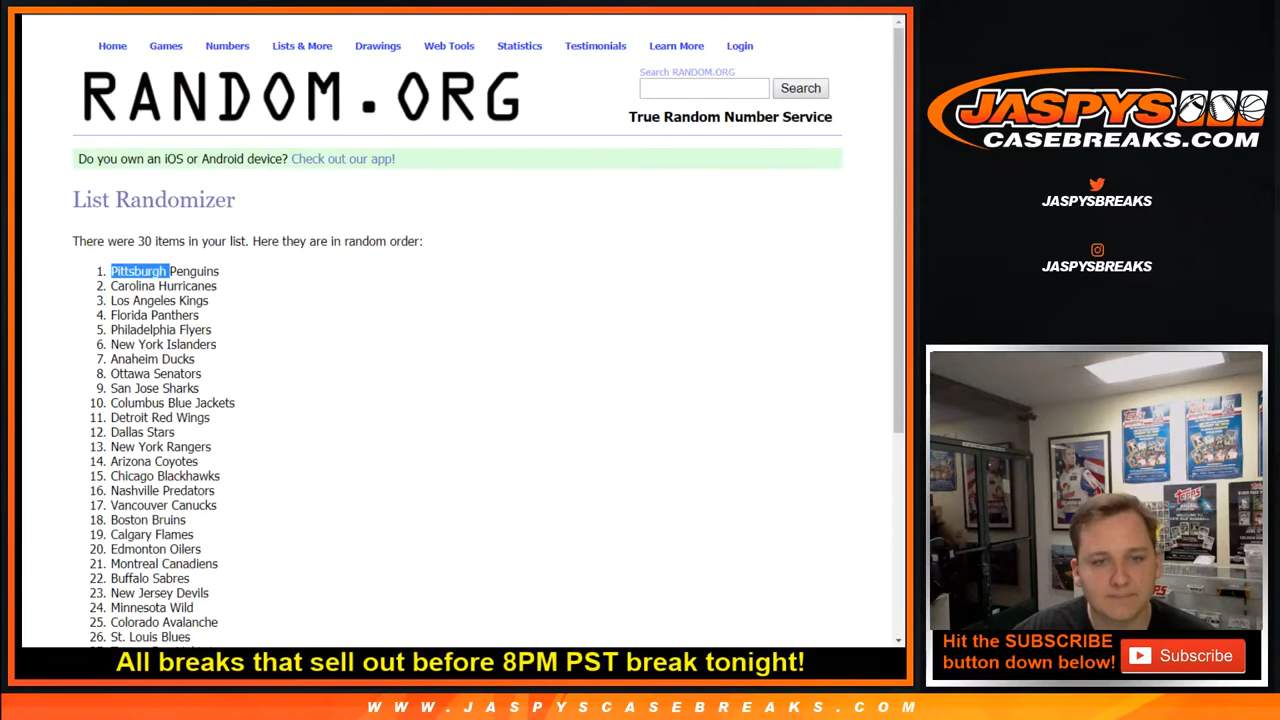 Home Games Numbers Lists & More Drawings Web Tools Statistics Testimonials Learn More Login
RANDOM.ORG
Search RANDOM.ORG
Search
True Random Number Service
Do you own an iOS or Android device? Check out our app!
List Randomizer
There were 30 items in your list. Here they are in random order:
1. Pittsburgh Penguins
2. Carolina Hurricanes
3. Los Angeles Kings
4. Florida Panthers
5. Philadelphia Flyers
6. New York Islanders
7. Anaheim Ducks
8. Ottawa Senators
9. San Jose Sharks
10. Columbus Blue Jackets
11. Detroit Red Wings
12. Dallas Stars
13. New York Rangers
14. Arizona Coyotes
15. Chicago Blackhawks
16. Nashville Predators
17. Vancouver Canucks
18. Boston Bruins
19. Calgary Flames
20. Edmonton Oilers
21. Montreal Canadiens
22. Buffalo Sabres
23. New Jersey Devils
24. Minnesota Wild
25. Colorado Avalanche
26. St. Louis Blues
JASPYS
CASEBREAKS.COM
JASPYSBREAKS
JASPYSBREAKS
Topps
Hit the SUBSCRIBE
button down below!
Subscribe
All breaks that sell out before 8PM PST break tonight!
WWW.JASPYSCASEBREAKS.COM